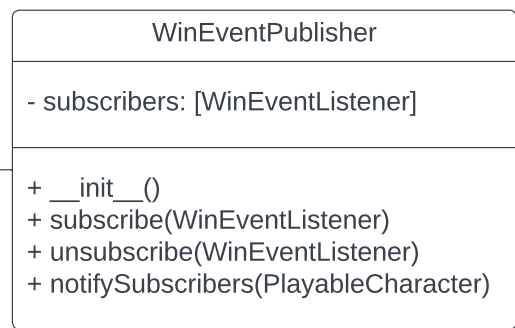 WinEventPublisher
- subscribers: [WinEventListener]
+ __init__()
+ subscribe(WinEventListener)
+ unsubscribe(WinEventListener)
+ notifySubscribers(PlayableCharacter)